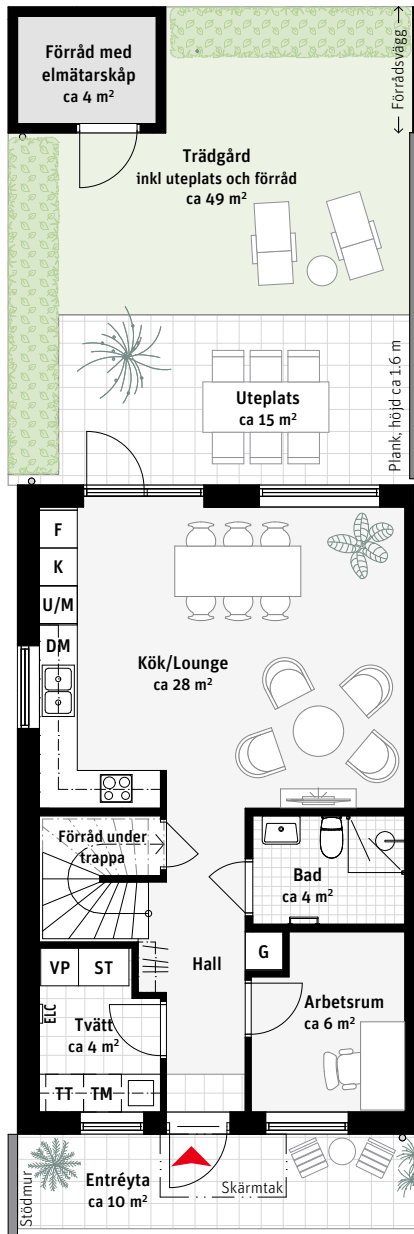 Förråd med
elmätarskåp
ca 4 m²
Förrådsvägg
Trädgård
inkl uteplats och förråd
ca 49 m²
Plank, höjd ca 1.6 m
Uteplats
ca 15 m²
F
K
U/M
DM
Kök/Lounge
ca 28 m²
Förråd under
trappa
Bad
ca 4 m²
VP
ST
Hall
G
ELC
Tvätt
ca 4 m²
Arbetsrum
ca 6 m²
TT
TM
Stödmur
Entréyta
ca 10 m²
Skärmtak